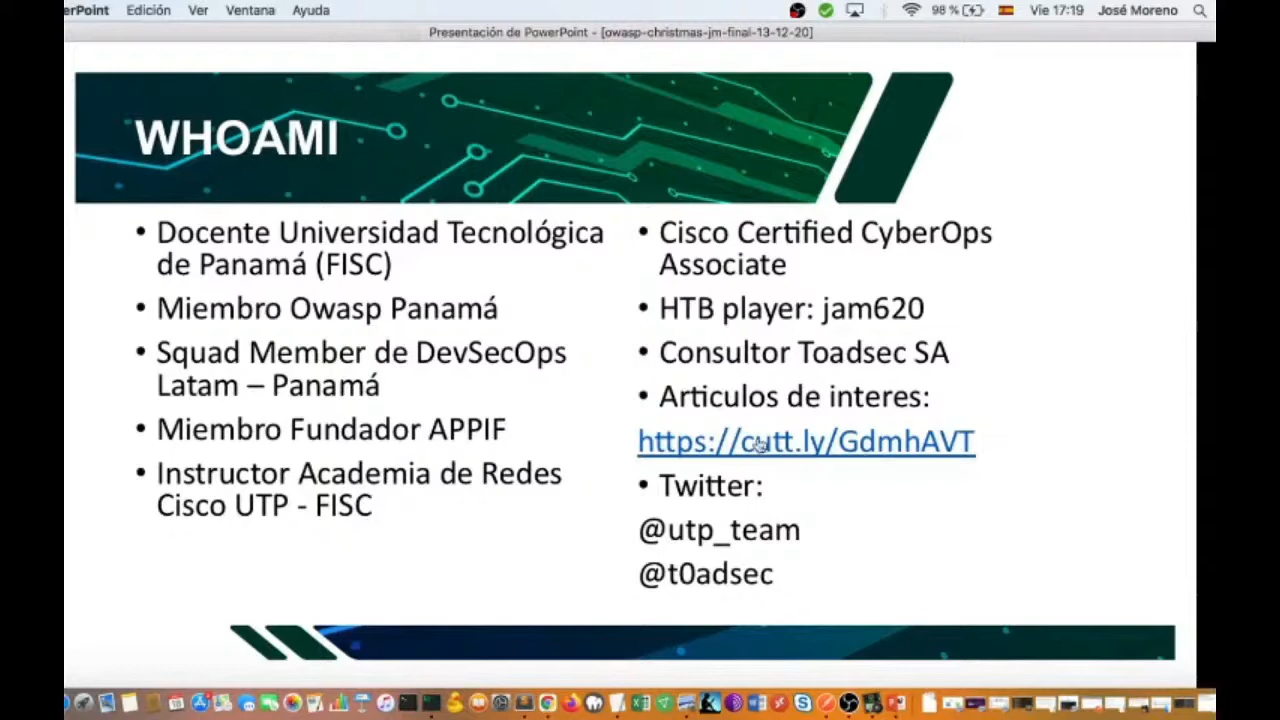 erPoint Edición Ver Ventana Ayuda 98 % Vie 17:19 José Moreno
Presentación de PowerPoint - [owasp-christmas-jm-final-13-12-20]
WHOAMI
• Docente Universidad Tecnológica
de Panamá (FISC)
• Miembro Owasp Panamá
• Squad Member de DevSecOps
Latam – Panamá
• Miembro Fundador APPIF
• Instructor Academia de Redes
Cisco UTP - FISC
• Cisco Certified CyberOps
Associate
• HTB player: jam620
• Consultor Toadsec SA
• Articulos de interes:
https://cutt.ly/GdmhAVT
• Twitter:
@utp_team
@t0adsec